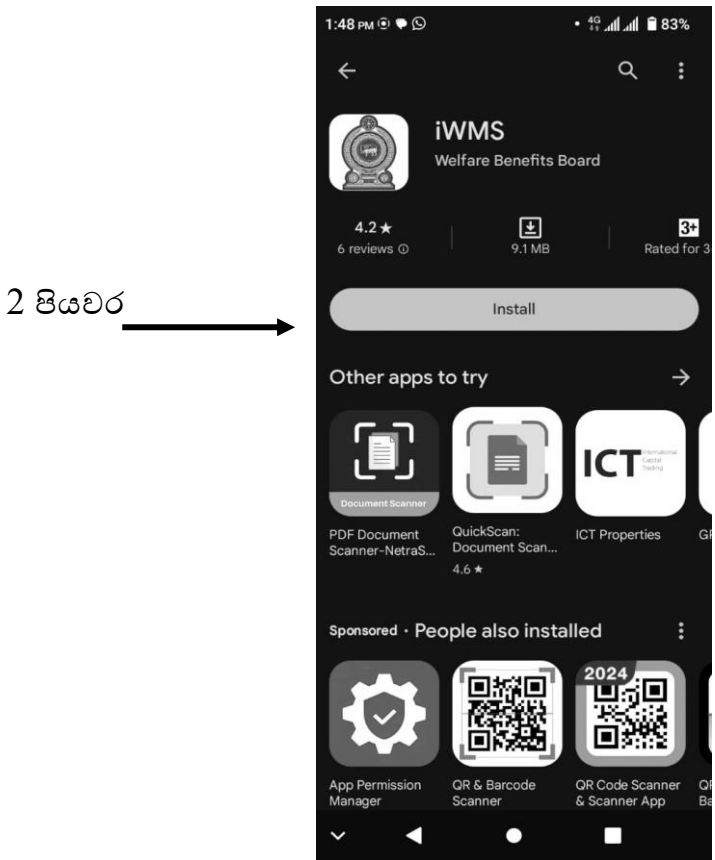 1:48 PM
4G
83%
iWMS
Welfare Benefits Board
4.2 ★
6 reviews
9.1 MB
3+
Rated for 3
2 පියවර
Install
Other apps to try
Document Scanner
ICT
International
Capital
Trading
PDF Document
Scanner-NetraS...
QuickScan:
Document Scan...
4.6 ★
ICT Properties
Sponsored · People also installed
2024
App Permission
Manager
QR & Barcode
Scanner
QR Code Scanner
& Scanner App